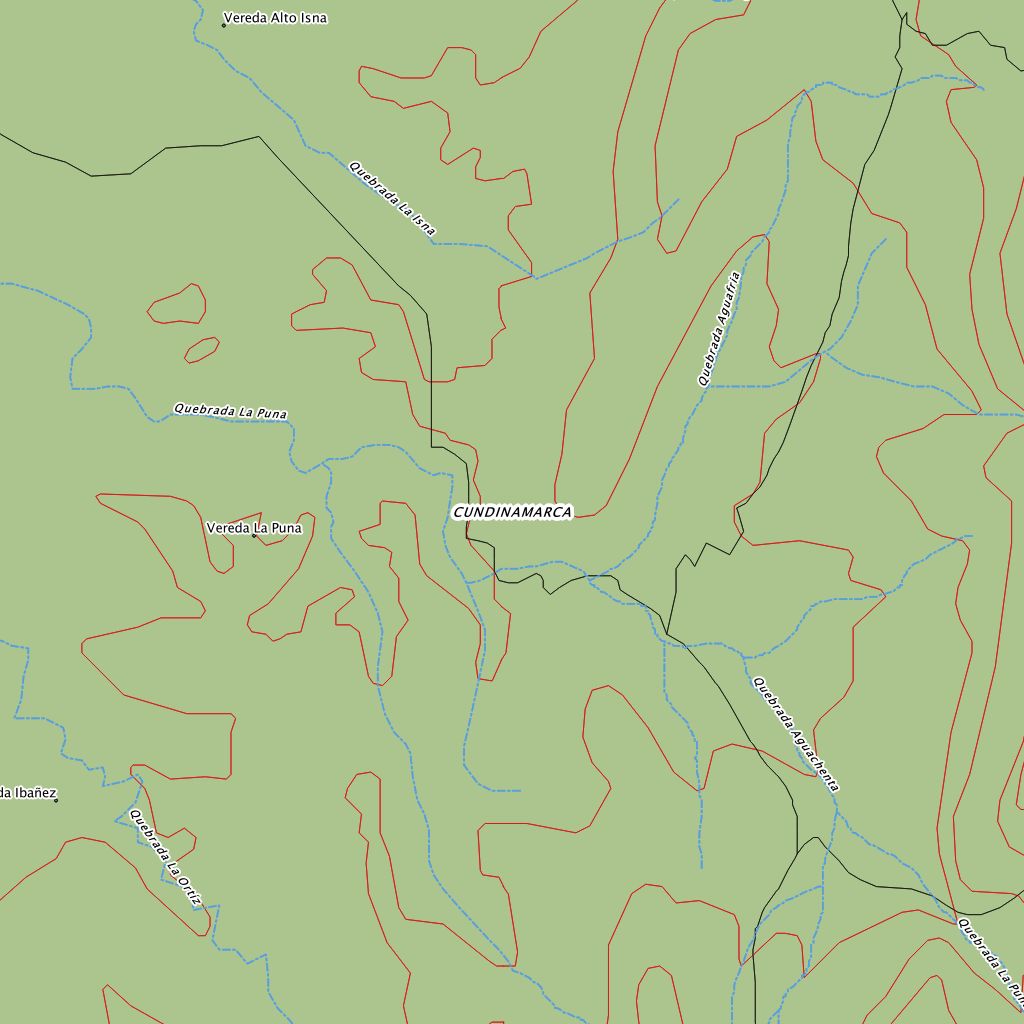 Vereda Alto Isna
Quebrada La Isna
Quebrada Aguafría
Quebrada La Puna
CUNDINAMARCA
Vereda La Puna
Quebrada Aguachenta
da Ibañez
Quebrada La Ortíz
Quebrada La Puna